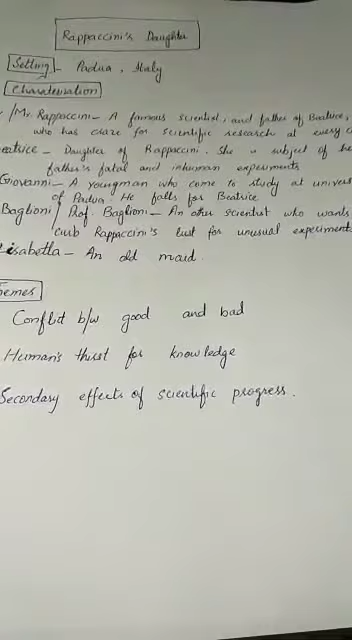 Rappaccini's Daughter
Setting - Padua, Italy
Charaterisation
/Mr. Rappaccini - A famous scientist, and father of Beatrice,
who has craze for scientific research at every c
eatrice - Daughter of Rappaccini. She is subject of he
father's fatal and inhuman experiments
Giovanni - A youngman who come to study at univers
of Padua. He falls for Beatrice
Baglioni / Prof. Baglioni - An other scientist who wants
curb Rappaccini's lust for unusual experiment
Lisabetta - An old maid.
hemes
Conflict b/w good and bad
Human's thirst for knowledge
Secondary effects of scientific progress.